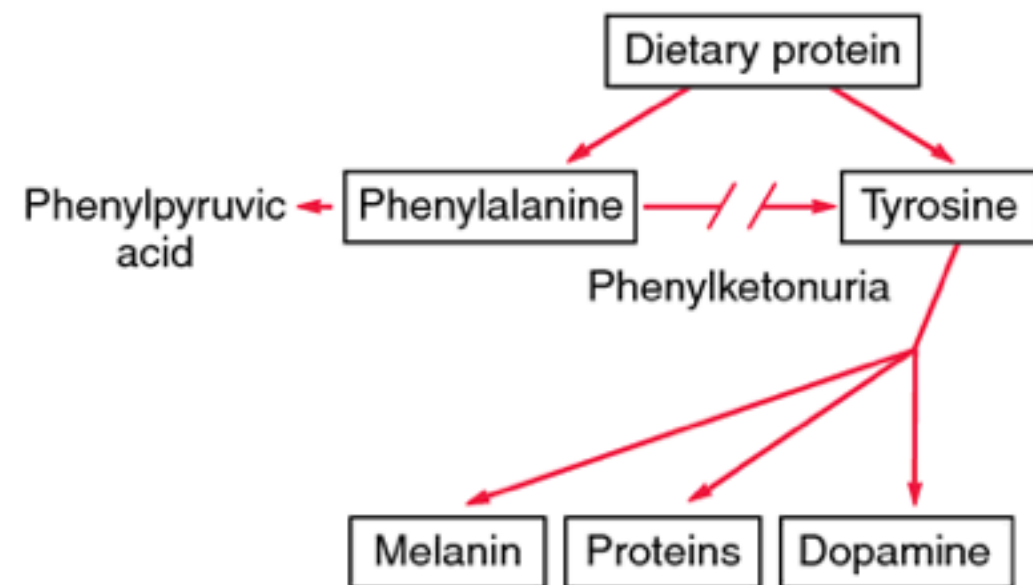 Dietary protein
Phenylpyruvic
acid
Phenylalanine
Tyrosine
Phenylketonuria
Melanin
Proteins
Dopamine